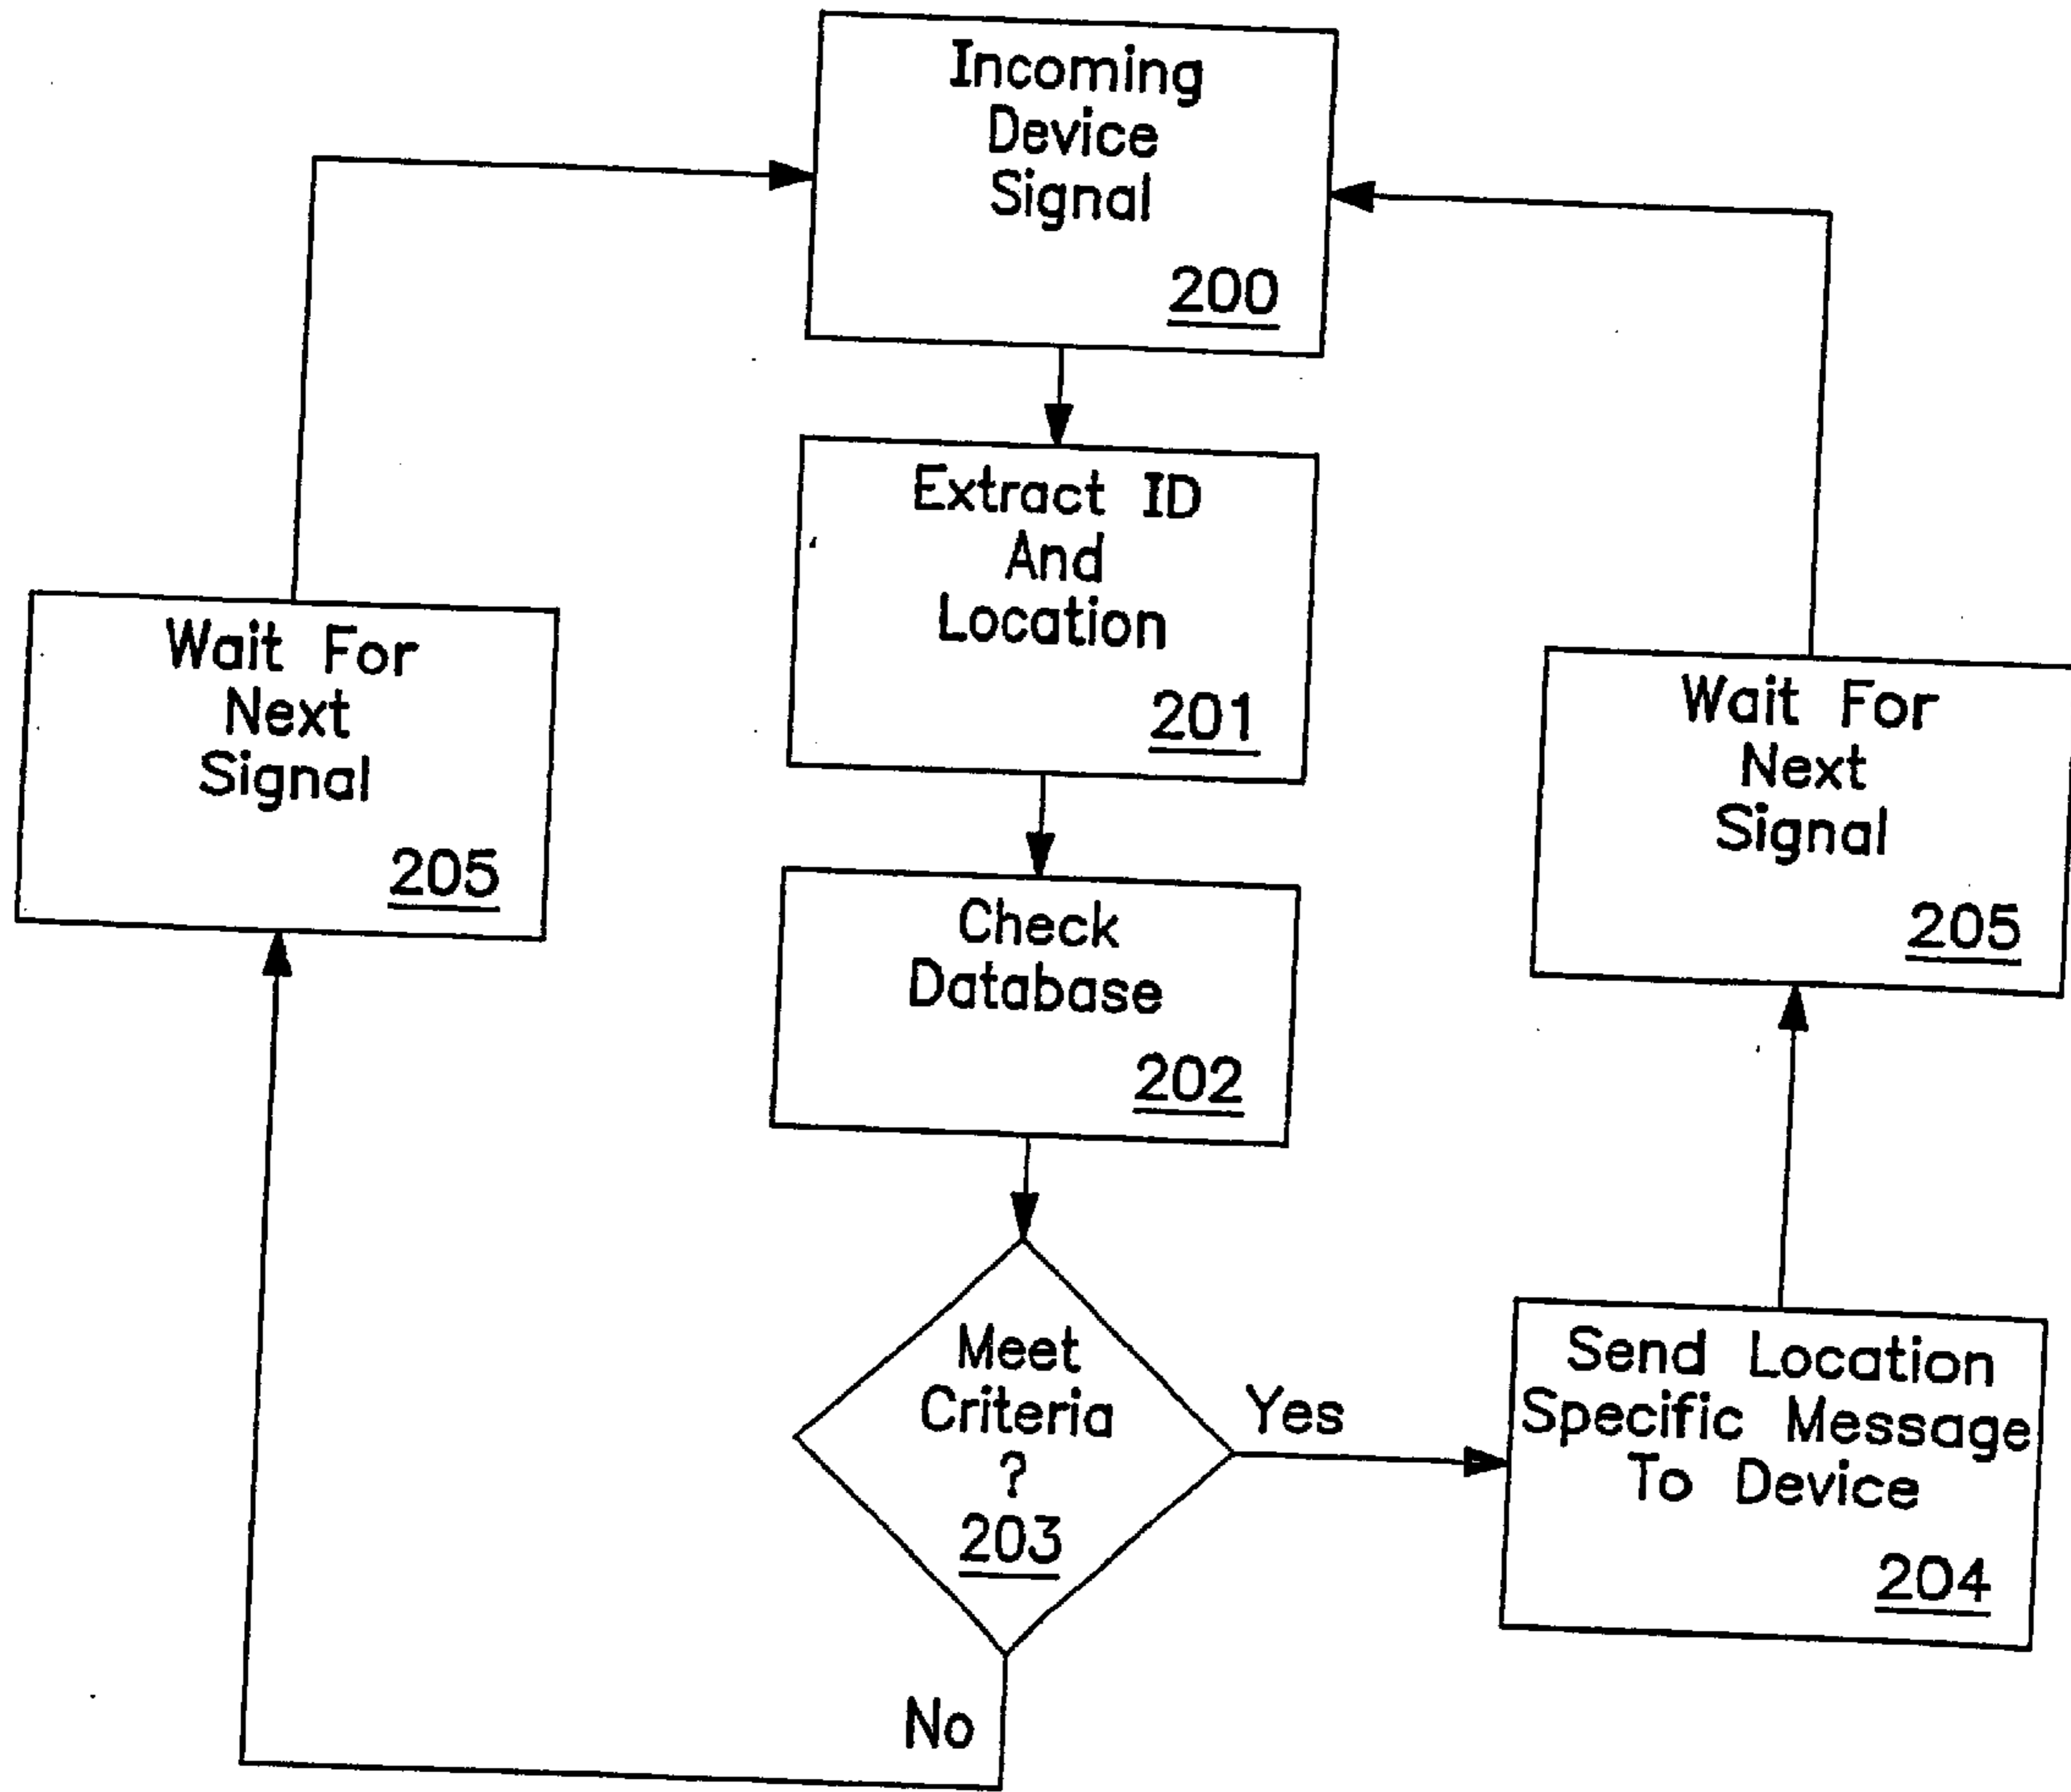 Incoming
Device
Signal
200
Extract ID
And
Location
201
Wait For
Next
Signal
205
Wait For
Next
Signal
205
Check
Database
202
Meet
Criteria
?
203
Yes
No
Send Location
Specific Message
To Device
204